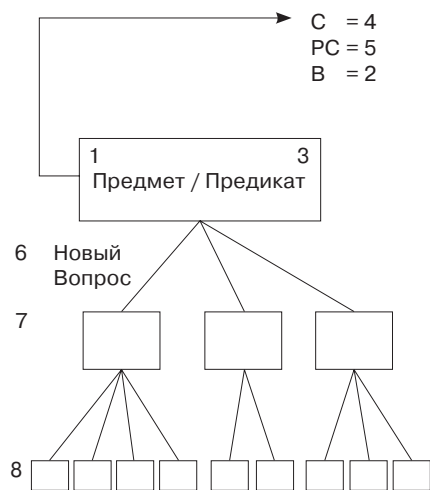 С = 4
РС = 5
В = 2
1 3
Предмет / Предикат
6 Новый
Вопрос
7
8